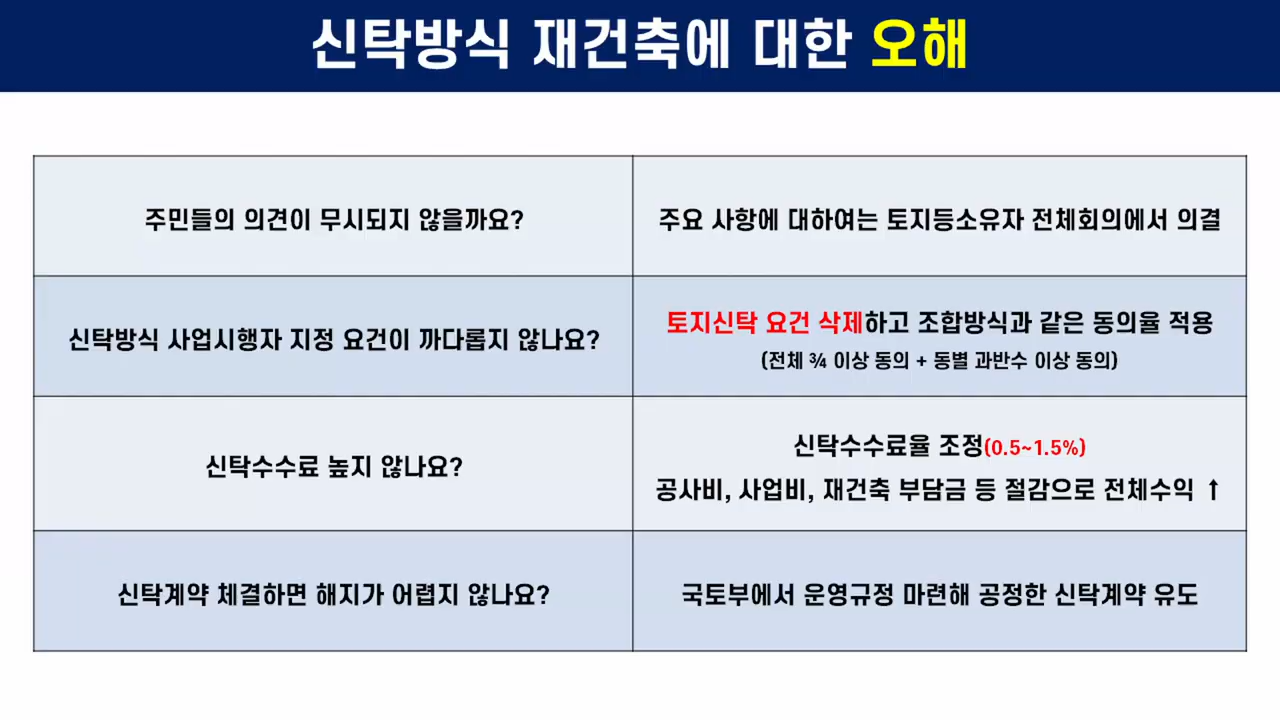 신탁방식 재건축에 대한 오해
주민들의 의견이 무시되지 않을까요?
주요 사항에 대하여는 토지등소유자 전체회의에서 의결
신탁방식 사업시행자 지정 요건이 까다롭지 않나요?
토지신탁 요건 삭제하고 조합방식과 같은 동의율 적용
(전체 ¾ 이상 동의 + 동별 과반수 이상 동의)
신탁수수료 높지 않나요?
신탁수수료율 조정(0.5~1.5%)
공사비, 사업비, 재건축 부담금 등 절감으로 전체수익 ↑
신탁계약 체결하면 해지가 어렵지 않나요?
국토부에서 운영규정 마련해 공정한 신탁계약 유도